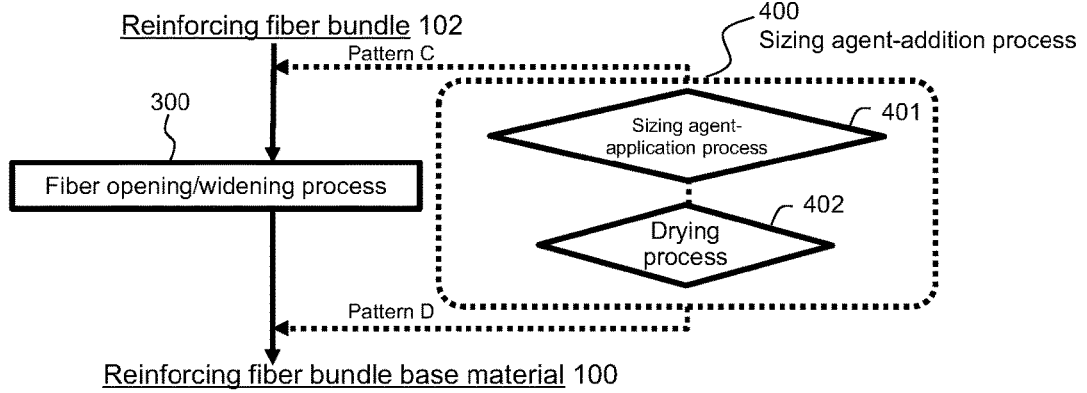 Reinforcing fiber bundle 102
400
Sizing agent-addition process
Pattern C
300
401
Sizing agent-
application process
Fiber opening/widening process
402
Drying
process
Pattern D
Reinforcing fiber bundle base material 100